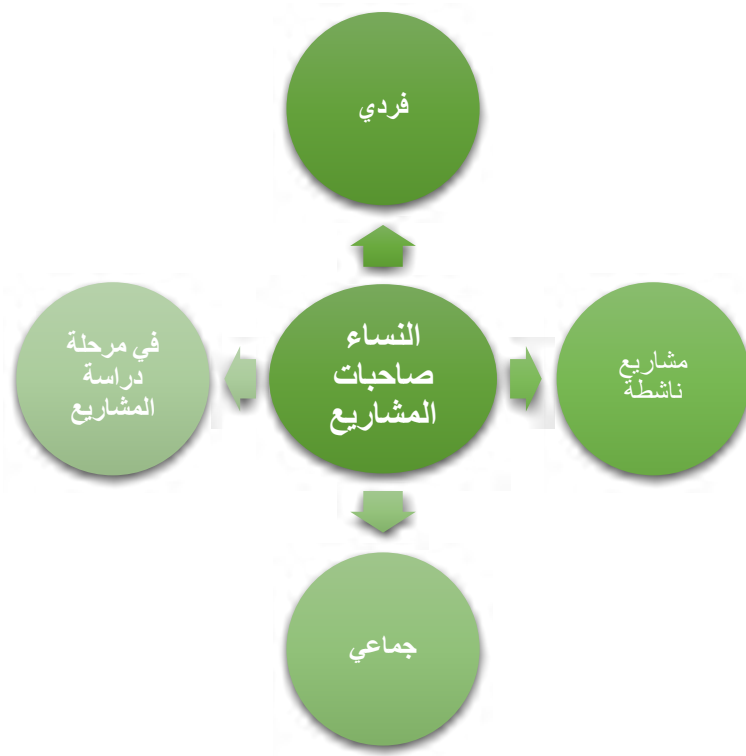 فردي
النساء
صاحبات
المشاريع
مشاريع
ناشطة
في مرحلة
دراسة
المشاريع
جماعي